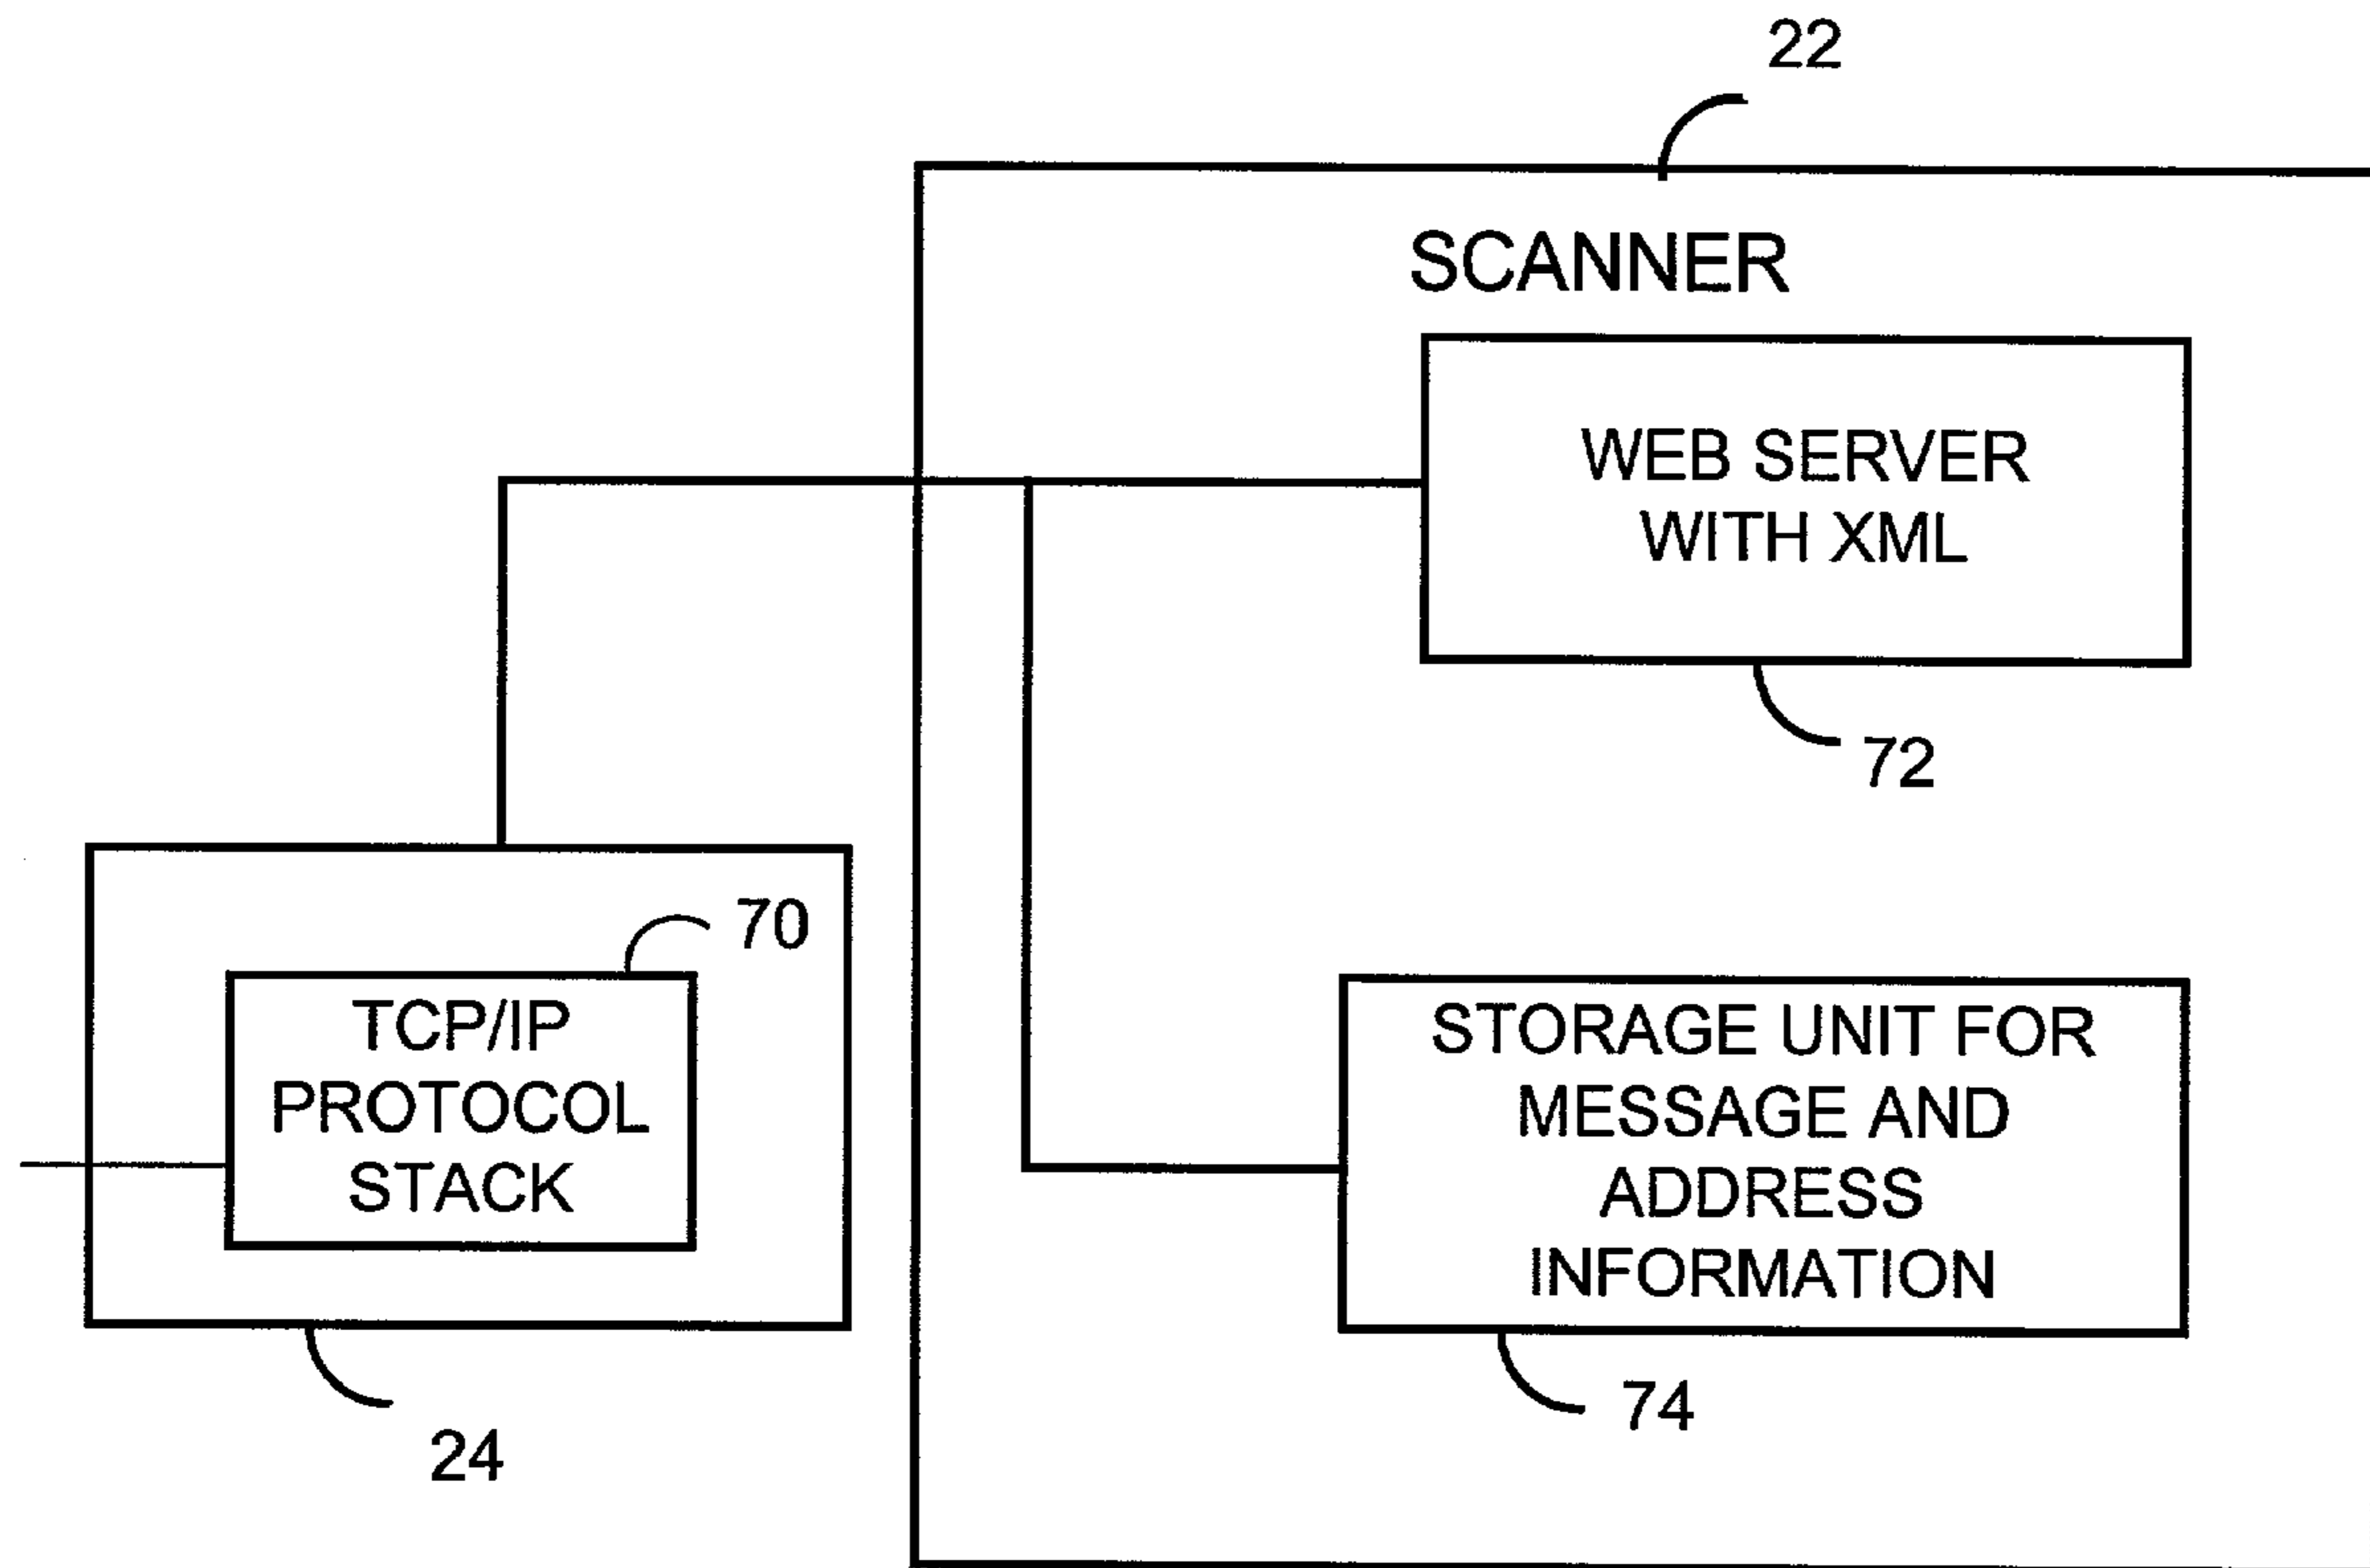 22
SCANNER
WEB SERVER
WITH XML
72
70
TCP/IP
PROTOCOL
STACK
24
STORAGE UNIT FOR
MESSAGE AND
ADDRESS
INFORMATION
74